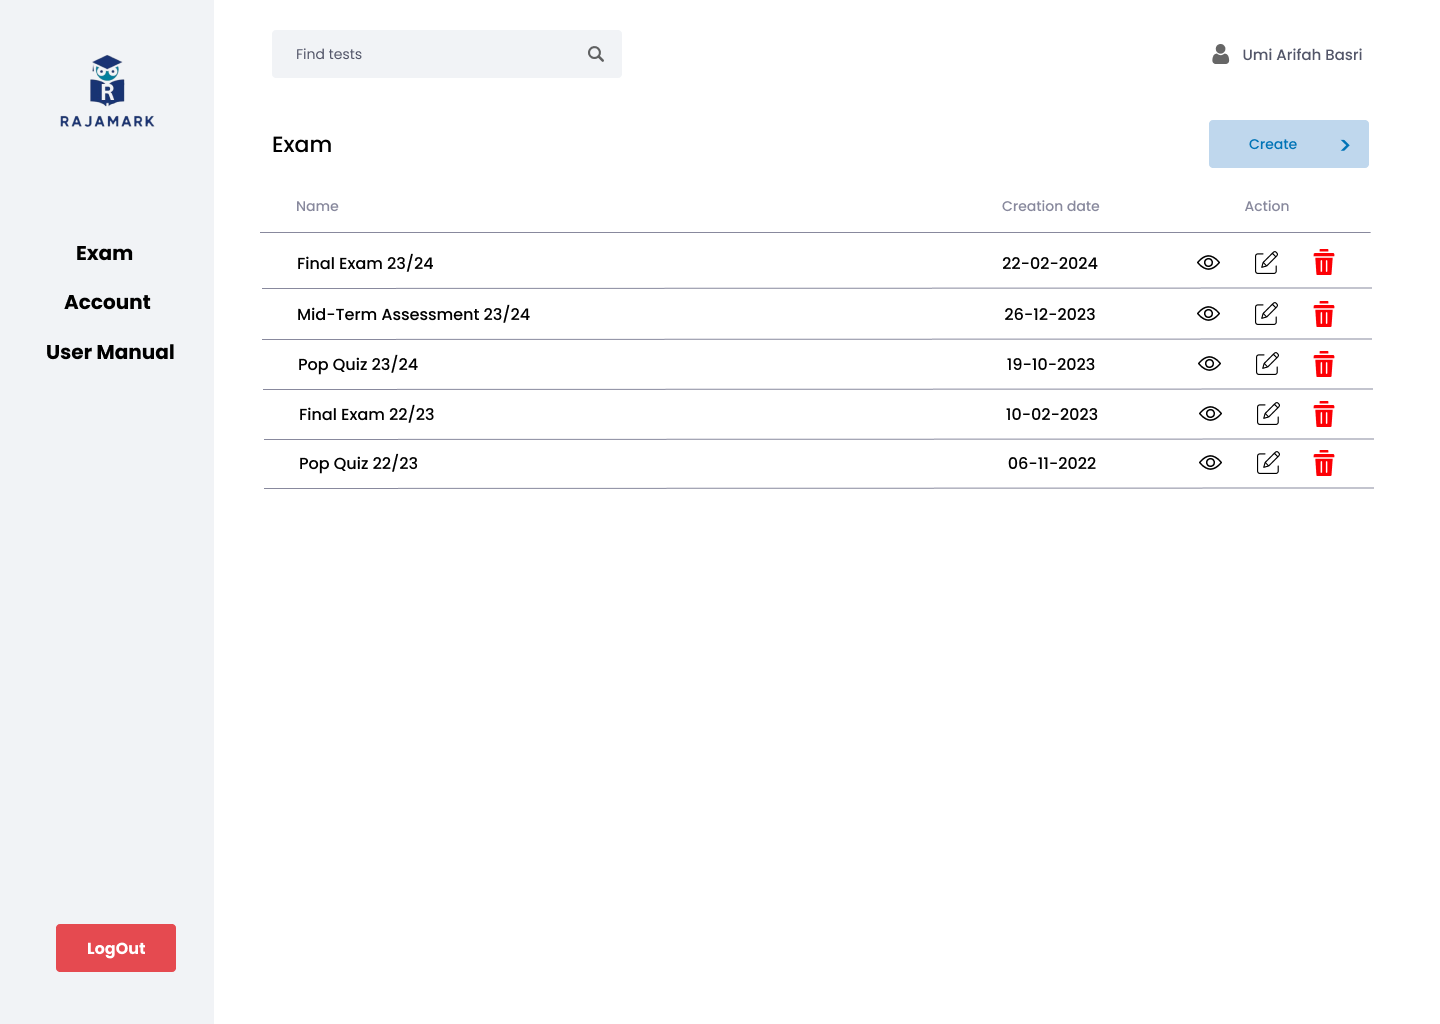 R
RAJAMARK
Exam
Account
User Manual
LogOut
Find tests
Umi Arifah Basri
Exam
Create
Name Creation date Action
Final Exam 23/24 22-02-2024
Mid-Term Assessment 23/24 26-12-2023
Pop Quiz 23/24 19-10-2023
Final Exam 22/23 10-02-2023
Pop Quiz 22/23 06-11-2022